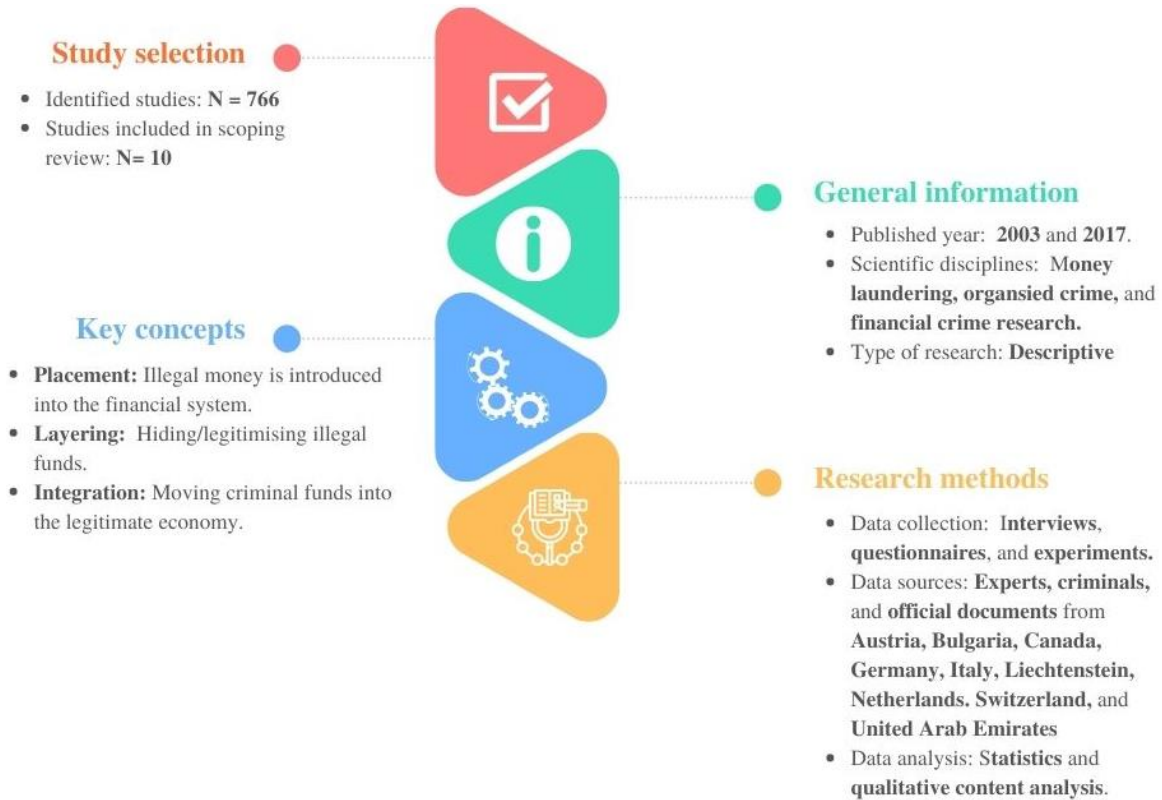 Study selection
• Identified studies: N = 766
• Studies included in scoping
review: N= 10
General information
• Published year: 2003 and 2017.
• Scientific disciplines: Money
laundering, organsied crime, and
financial crime research.
• Type of research: Descriptive
Key concepts
• Placement: Illegal money is introduced
into the financial system.
• Layering: Hiding/legitimising illegal
funds.
• Integration: Moving criminal funds into
the legitimate economy.
Research methods
• Data collection: Interviews,
questionnaires, and experiments.
• Data sources: Experts, criminals,
and official documents from
Austria, Bulgaria, Canada,
Germany, Italy, Liechtenstein,
Netherlands. Switzerland, and
United Arab Emirates
• Data analysis: Statistics and
qualitative content analysis.